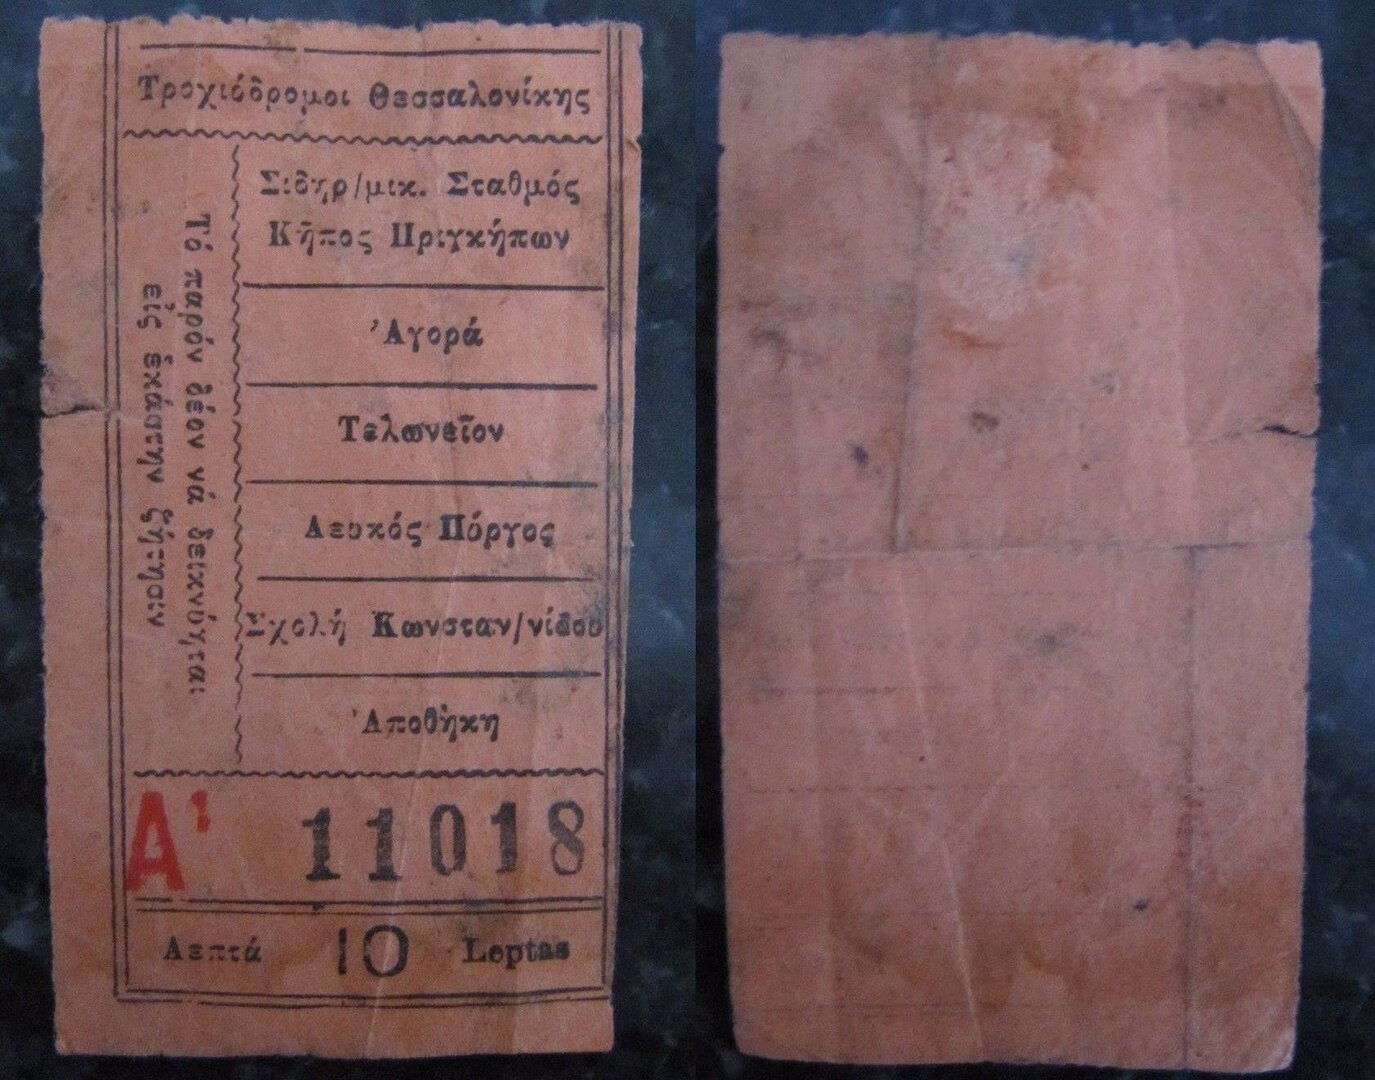 Τροχιόδρομοι Θεσσαλονίκης
Τό παρόν δέον νά δεικνύηται
εἰς ἑκάστην ζήτησιν
Σιδηρ/μικ. Σταθμός
Κῆπος Πριγκήπων
Ἀγορά
Τελωνεῖον
Λευκός Πύργος
Σχολή Κωνσταν/νίδου
Ἀποθήκη
Α' 11018
Λεπτά 10 Leptas